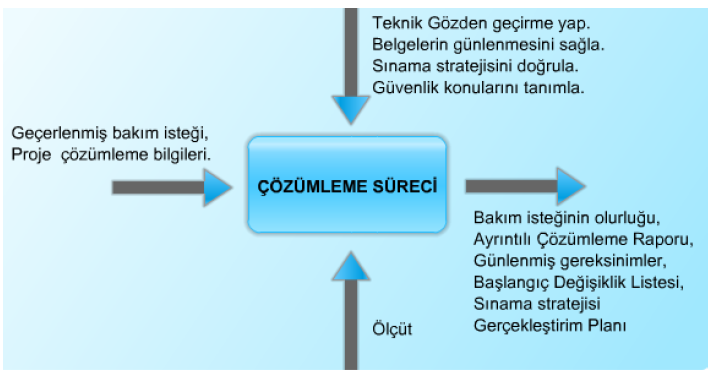 Teknik Gözden geçirme yap.
Belgelerin günlenmesini sağla.
Sınama stratejisini doğrula.
Güvenlik konularını tanımla.
Geçerlenmiş bakım isteği,
Proje çözümleme bilgileri.
ÇÖZÜMLEME SÜRECİ
Bakım isteğinin olurluğu,
Ayrıntılı Çözümleme Raporu,
Günlenmiş gereksinimler,
Başlangıç Değişiklik Listesi,
Sınama stratejisi
Gerçekleştirim Planı
Ölçüt